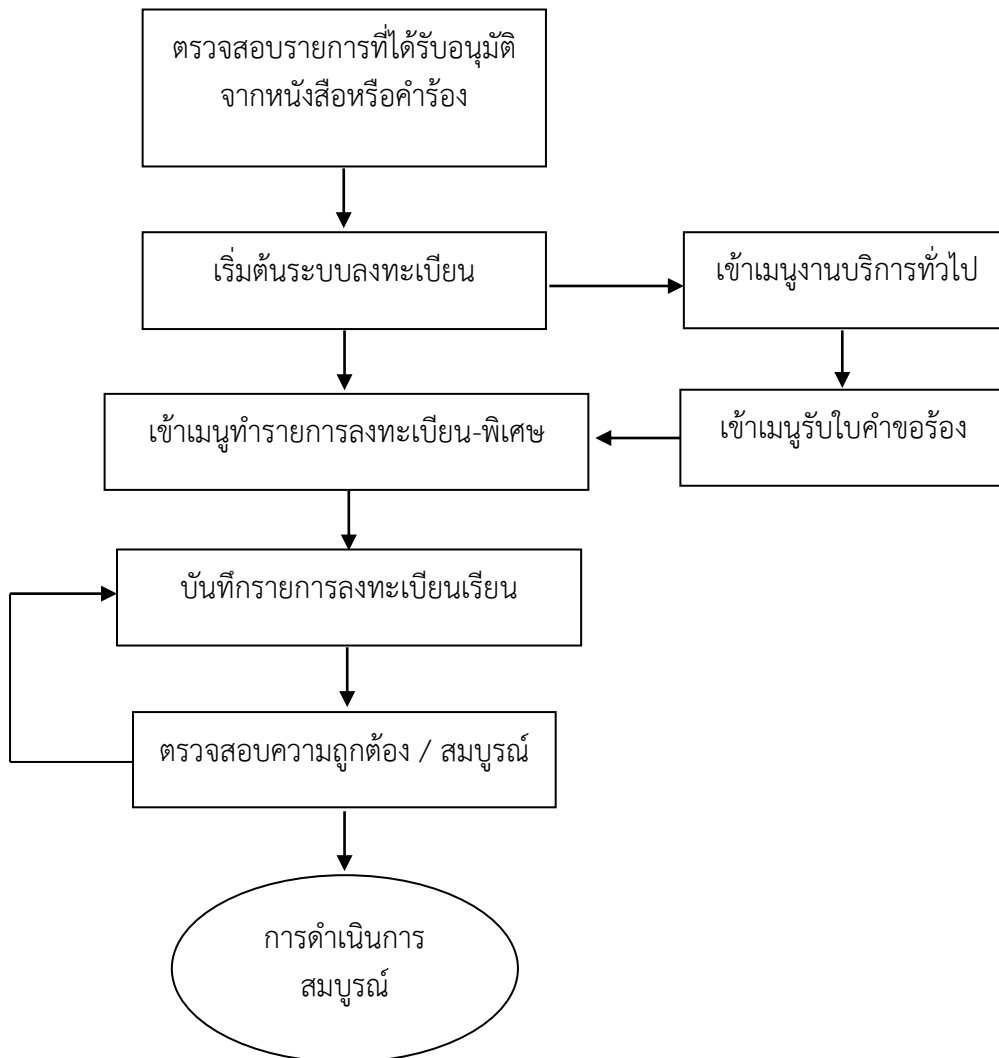 ตรวจสอบรายการที่ได้รับอนุมัติ
จากหนังสือหรือคำร้อง
เริ่มต้นระบบลงทะเบียน
เข้าเมนูงานบริการทั่วไป
เข้าเมนูทำรายการลงทะเบียน-พิเศษ
เข้าเมนูรับใบคำขอร้อง
บันทึกรายการลงทะเบียนเรียน
ตรวจสอบความถูกต้อง / สมบูรณ์
การดำเนินการ
สมบูรณ์